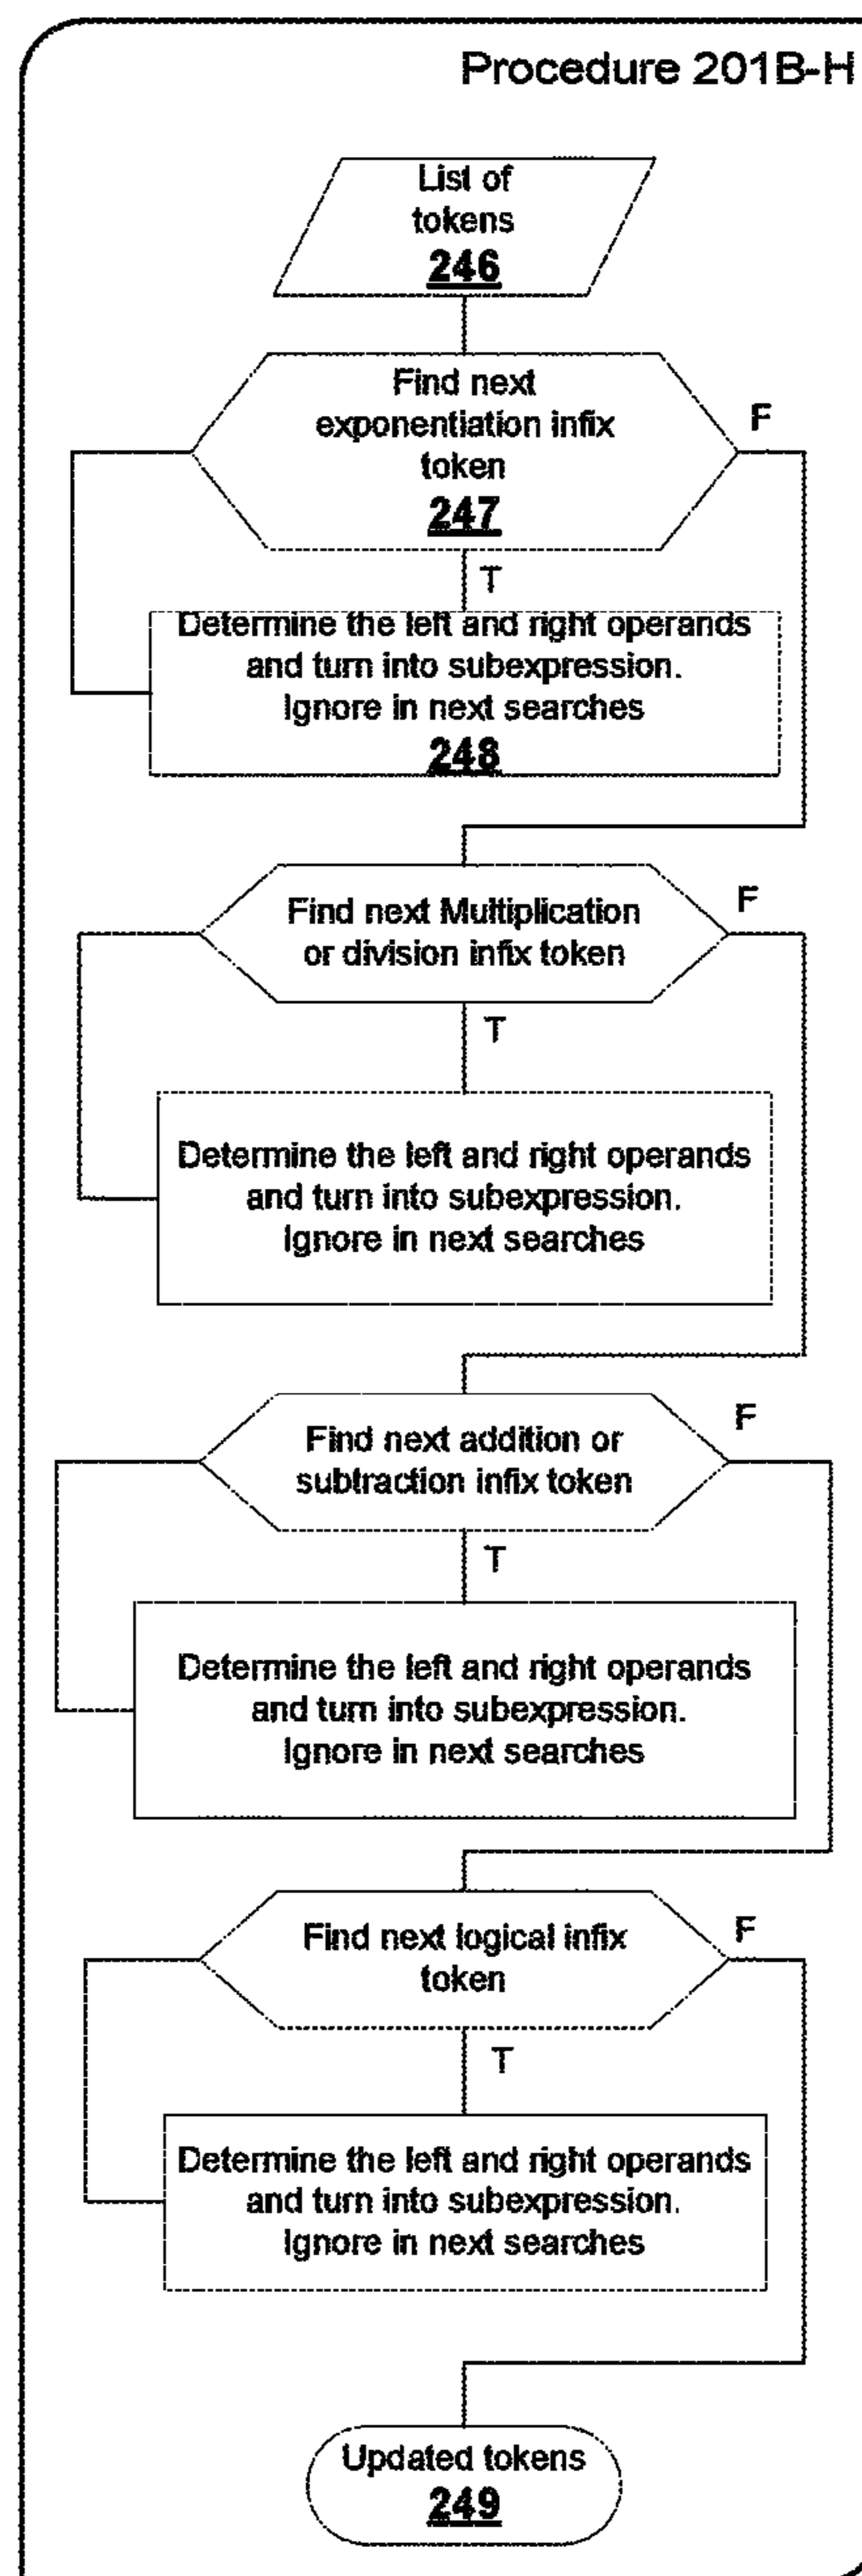 Procedure 201B-H
List of
tokens
246
Find next
exponentiation infix
token
247
F
T
Determine the left and right operands
and turn into subexpression.
Ignore in next searches
248
Find next Multiplication
or division infix token
F
T
Determine the left and right operands
and turn into subexpression.
Ignore in next searches
Find next addition or
subtraction infix token
F
T
Determine the left and right operands
and turn into subexpression.
Ignore in next searches
Find next logical infix
token
F
T
Determine the left and right operands
and turn into subexpression.
Ignore in next searches
Updated tokens
249